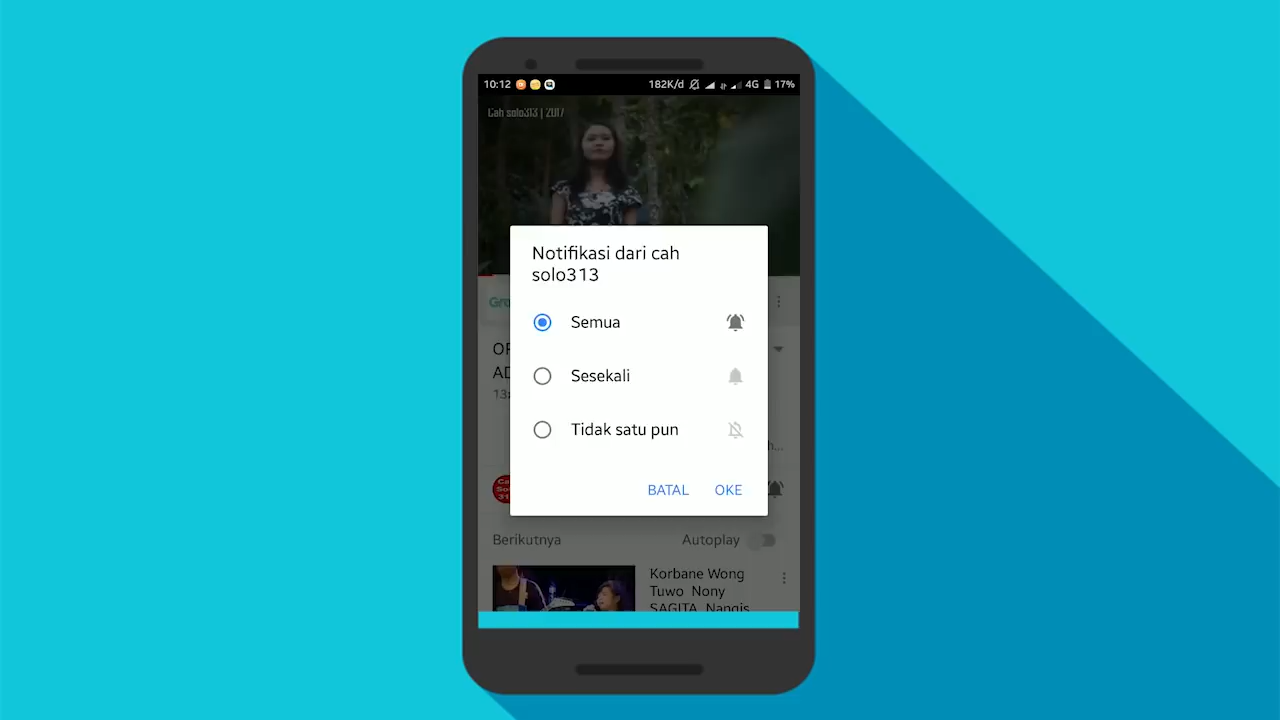 10:12 182K/d 4G 17%
Cah solo313 | 2017
Notifikasi dari cah
solo313
Semua
Sesekali
Tidak satu pun
BATAL OKE
Berikutnya Autoplay
Korbane Wong
Tuwo Nony
SAGITA Nangis